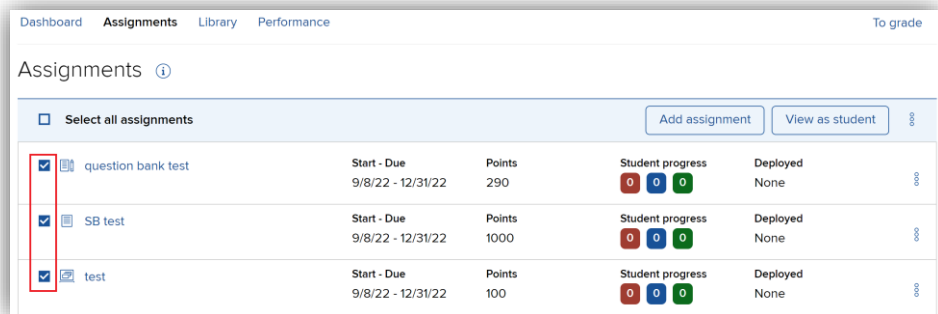 Dashboard Assignments Library Performance To grade
Assignments
Select all assignments Add assignment View as student
question bank test Start - Due Points Student progress Deployed
9/8/22 - 12/31/22 290 0 0 0 None
SB test Start - Due Points Student progress Deployed
9/8/22 - 12/31/22 1000 0 0 0 None
test Start - Due Points Student progress Deployed
9/8/22 - 12/31/22 100 0 0 0 None